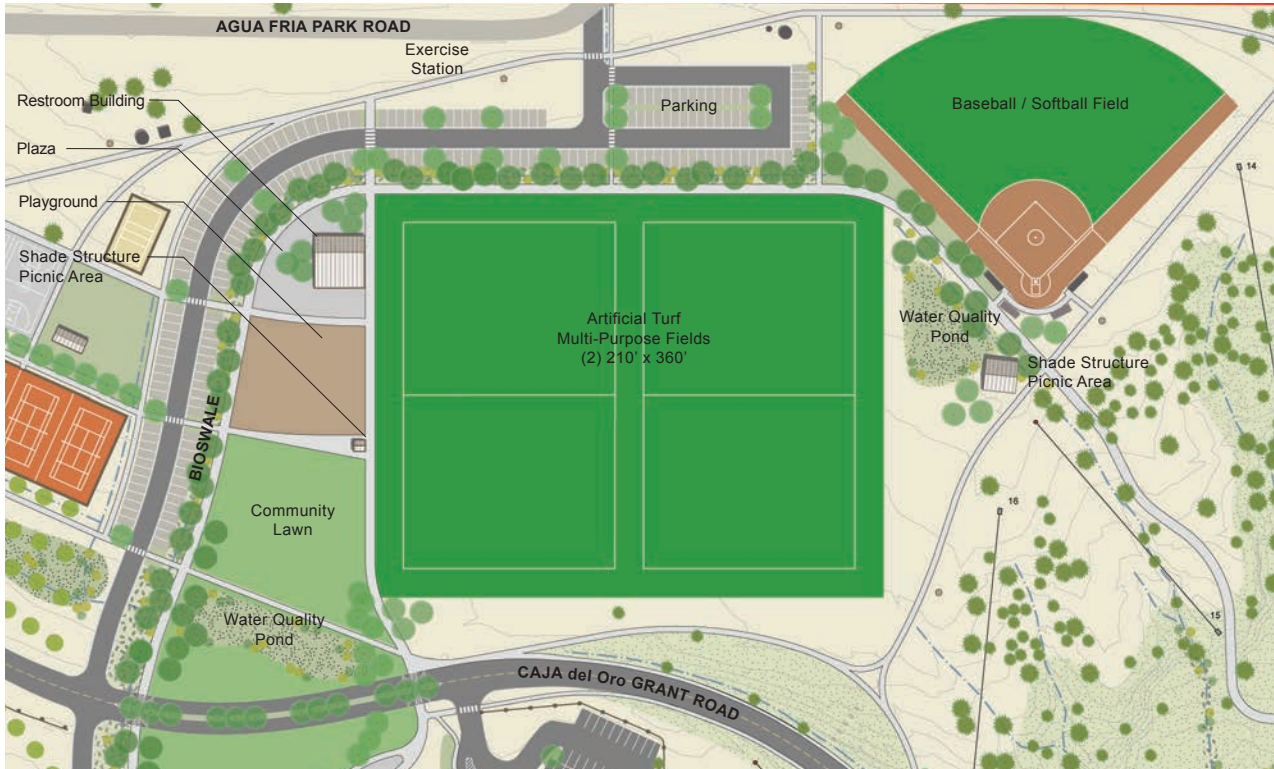 AGUA FRIA PARK ROAD
Exercise
Station
Restroom Building
Parking
Baseball / Softball Field
Plaza
14
Playground
Shade Structure
Picnic Area
Artificial Turf
Multi-Purpose Fields
(2) 210' x 360'
Water Quality
Pond
Shade Structure
Picnic Area
BIOSWALE
Community
Lawn
16
Water Quality
Pond
15
CAJA del Oro GRANT ROAD